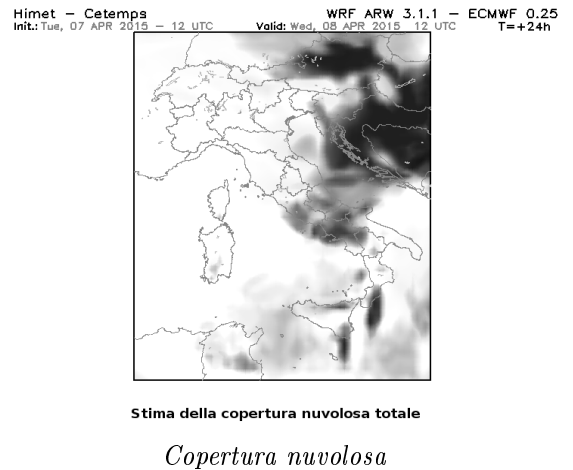 Himet – Cetemps WRF ARW 3.1.1 – ECMWF 0.25
Init.: Tue, 07 APR 2015 – 12 UTC Valid: Wed, 08 APR 2015 12 UTC T=+24h
Stima della copertura nuvolosa totale
Copertura nuvolosa